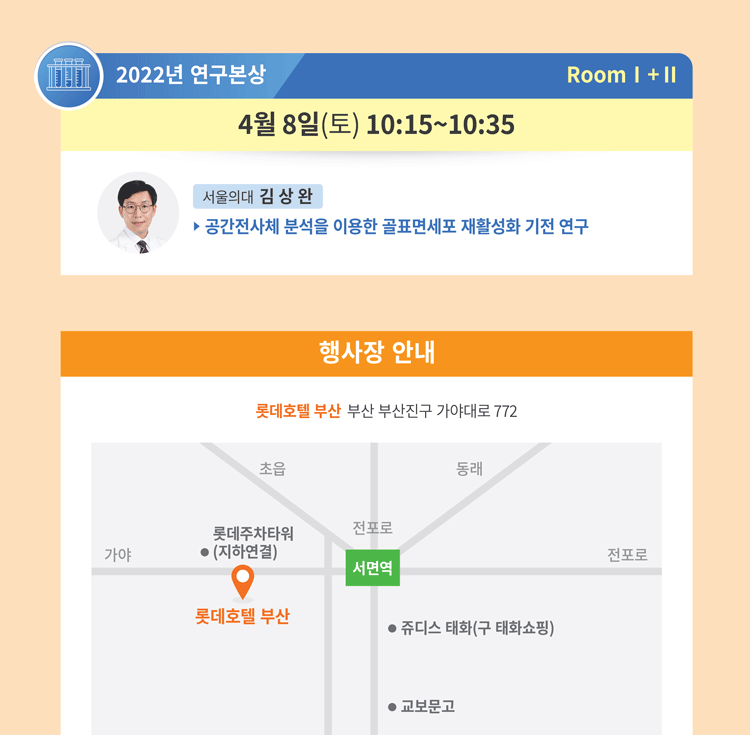 2022년 연구본상
Room Ⅰ + Ⅱ
4월 8일(토) 10:15~10:35
서울의대 김 상 완
▶ 공간전사체 분석을 이용한 골표면세포 재활성화 기전 연구
행사장 안내
롯데호텔 부산 부산 부산진구 가야대로 772
초읍
동래
전포로
롯데주차타워
(지하연결)
가야
서면역
전포로
롯데호텔 부산
쥬디스 태화(구 태화쇼핑)
교보문고